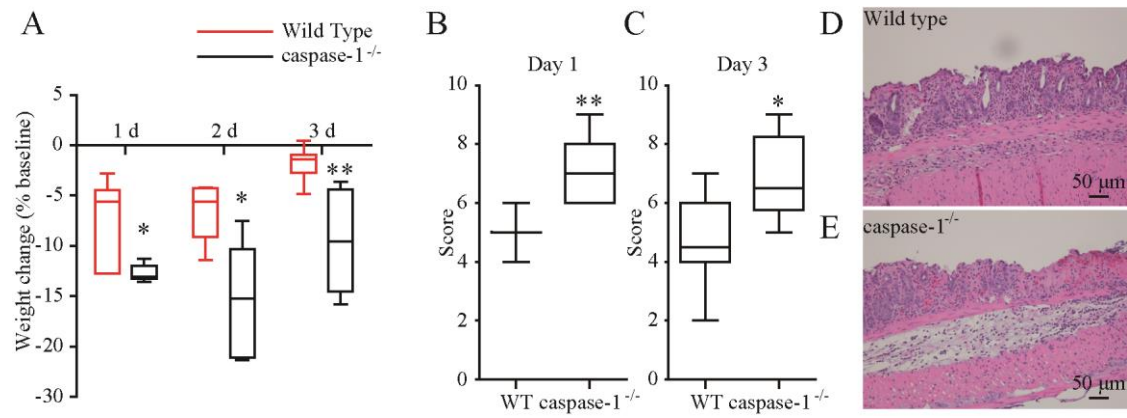 A
Wild Type
caspase-1-/-
Weight change (% baseline)
0
-5
-10
-15
-20
-25
-30
1 d
2 d
3 d
*
*
**
B
Day 1
Score
10
8
6
4
2
0
**
WT caspase-1-/-
C
Day 3
Score
10
8
6
4
2
0
*
WT caspase-1-/-
D
Wild type
50 μm
E
caspase-1-/-
50 μm